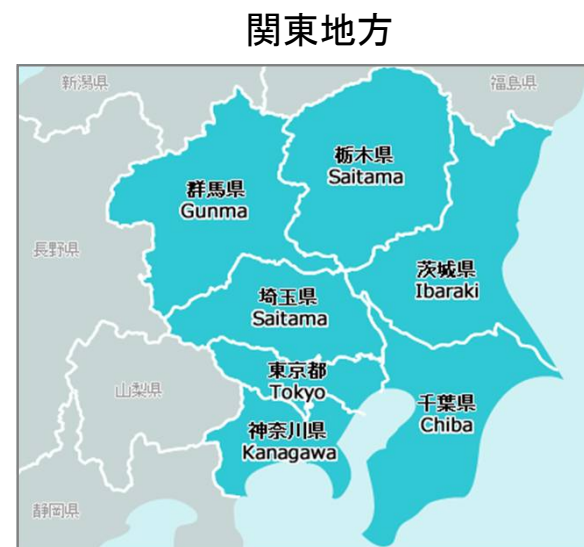 関東地方
新潟県
福島県
栃木県
Saitama
群馬県
Gunma
長野県
茨城県
Ibaraki
埼玉県
Saitama
東京都
Tokyo
山梨県
千葉県
Chiba
神奈川県
Kanagawa
静岡県